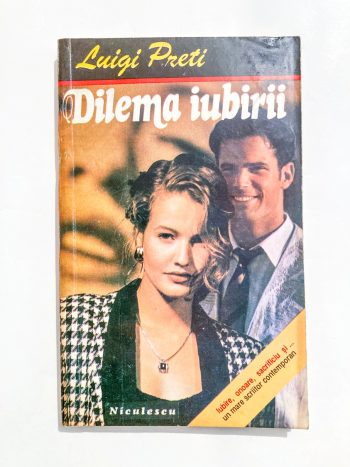 Luigi Preti
Dilema iubirii
Iubire, onoare, sacrificiu și...
un mare scriitor contemporan
Niculescu